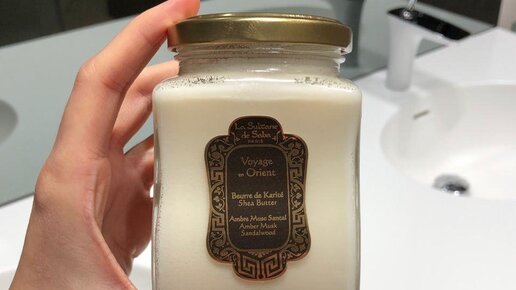 La Sultane
de Saba
PARIS
Voyage
en Orient
Beurre de Karité
Shea Butter
Ambre Musc Santal
Amber Musk
Sandalwood